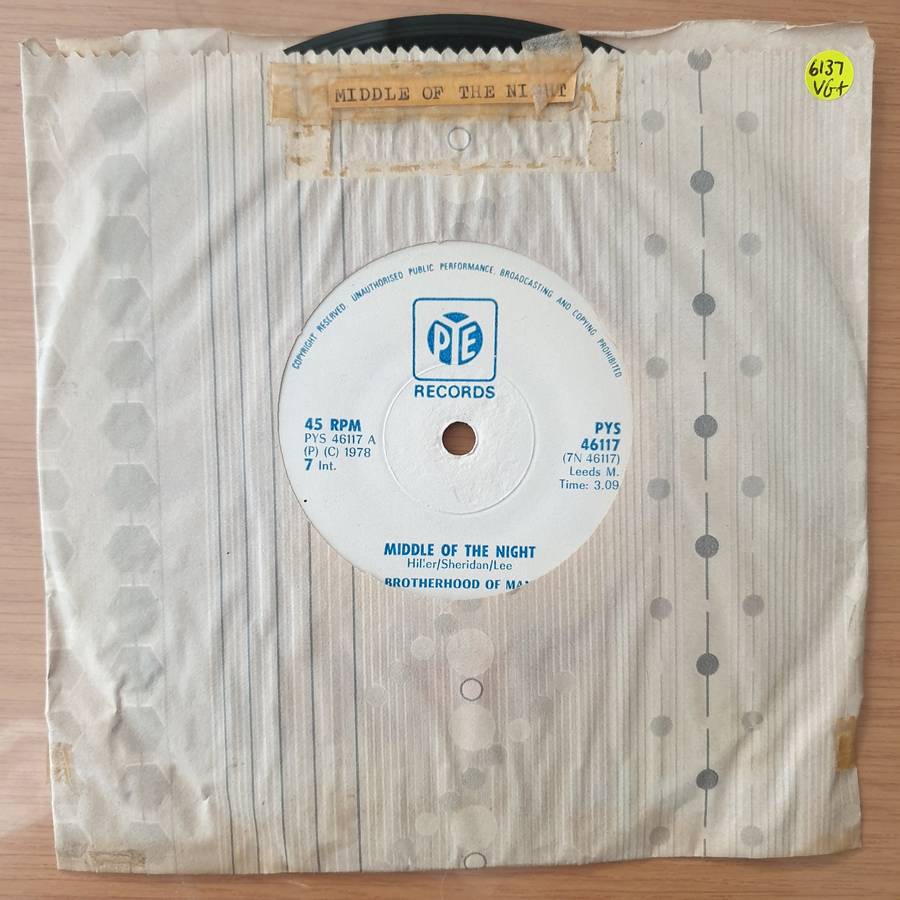 6137
VG+
MIDDLE OF THE
COPYRIGHT RESERVED. UNAUTHORISED PUBLIC PERFORMANCE, BROADCASTING AND COPYING PROHIBITED
PYE
RECORDS
45 RPM
PYS 46117 A
(P) (C) 1978
7 Int.
PYS
46117
(7N 46117)
Leeds M.
Time: 3.09
MIDDLE OF THE NIGHT
Hiller/Sheridan/Lee
BROTHERHOOD OF